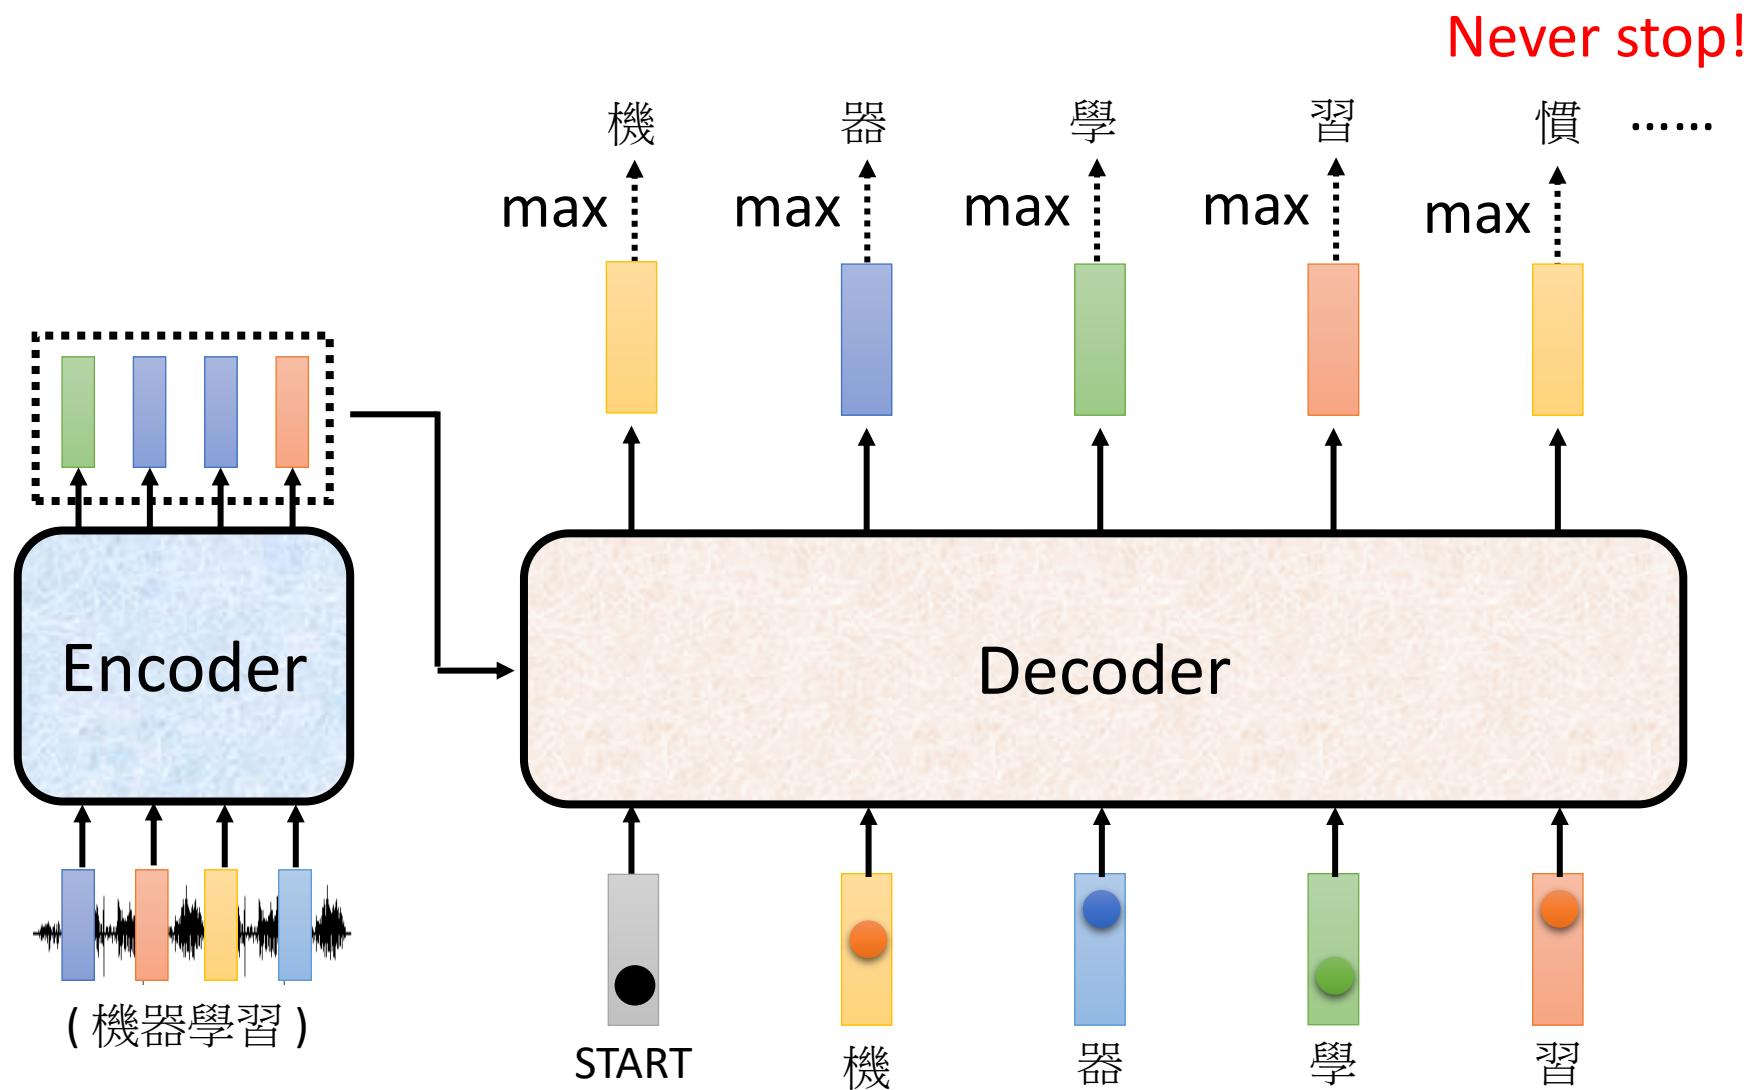 Never stop!
機 器 學 習 慣 ……
max max max max max
Encoder
Decoder
( 機器學習 )
START 機 器 學 習